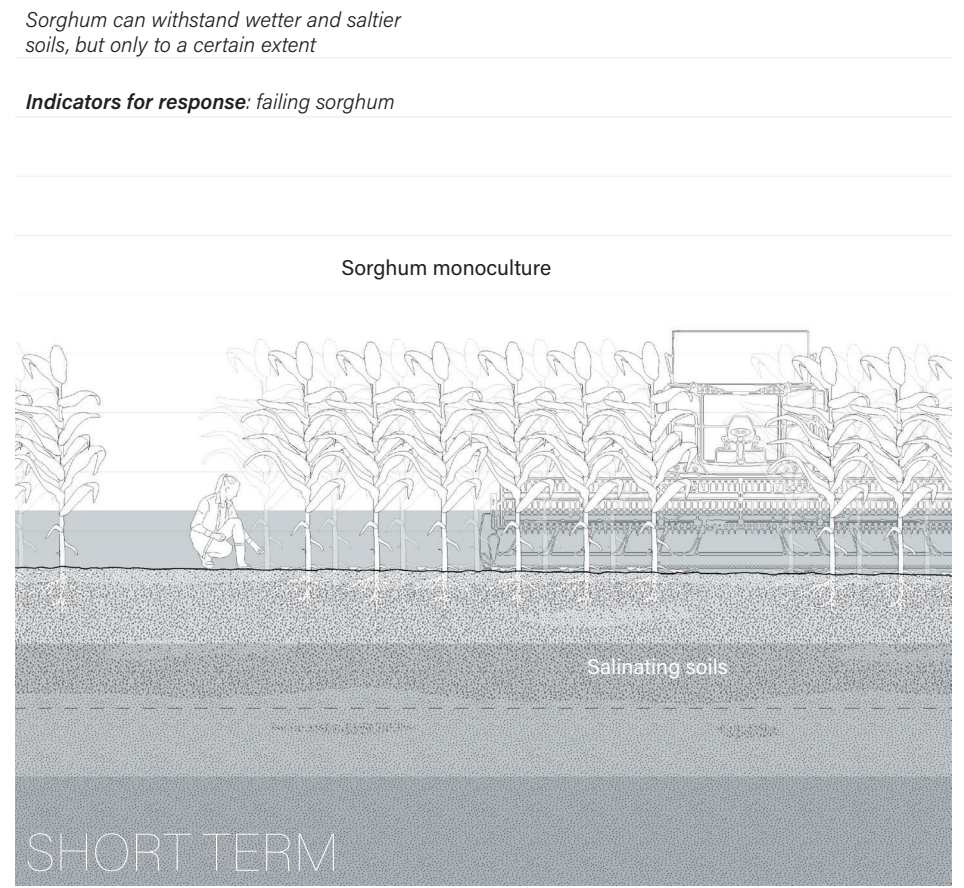 Sorghum can withstand wetter and saltier
soils, but only to a certain extent
Indicators for response: failing sorghum
Sorghum monoculture
Salinating soils
SHORT TERM